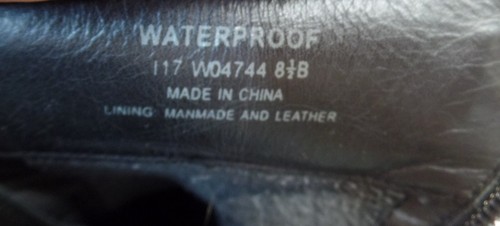 WATERPROOF
117 W04744 8½B
MADE IN CHINA
LINING MANMADE AND LEATHER